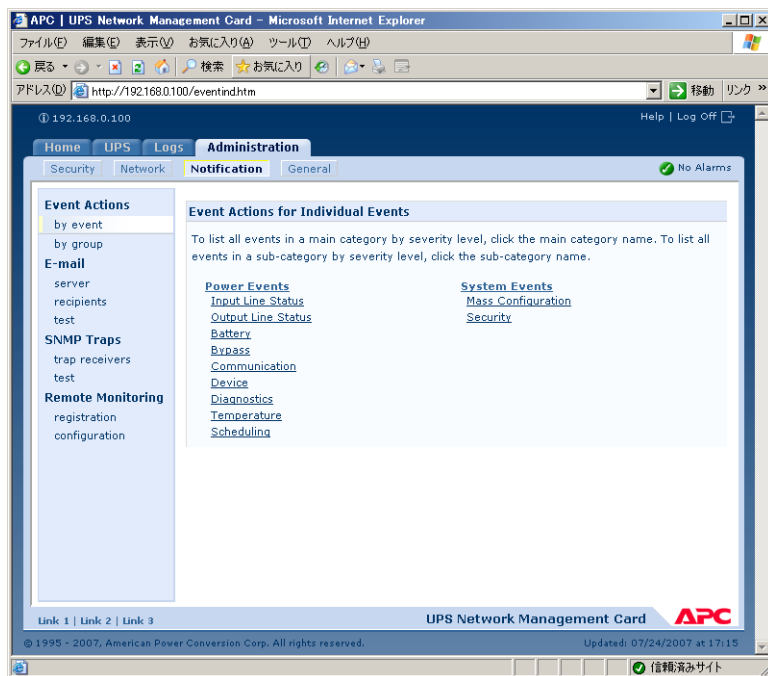 APC | UPS Network Management Card - Microsoft Internet Explorer
ファイル(F) 編集(E) 表示(V) お気に入り(A) ツール(T) ヘルプ(H)
戻る 検索 お気に入り
アドレス(D) http://192.168.0.100/eventind.htm 移動 リンク »
192.168.0.100 Help | Log Off
Home UPS Logs Administration
Security Network Notification General No Alarms
Event Actions
by event
by group
E-mail
server
recipients
test
SNMP Traps
trap receivers
test
Remote Monitoring
registration
configuration
Event Actions for Individual Events
To list all events in a main category by severity level, click the main category name. To list all
events in a sub-category by severity level, click the sub-category name.
Power Events
Input Line Status
Output Line Status
Battery
Bypass
Communication
Device
Diagnostics
Temperature
Scheduling
System Events
Mass Configuration
Security
Link 1 | Link 2 | Link 3 UPS Network Management Card APC
© 1995 - 2007, American Power Conversion Corp. All rights reserved. Updated: 07/24/2007 at 17:15
信頼済みサイト